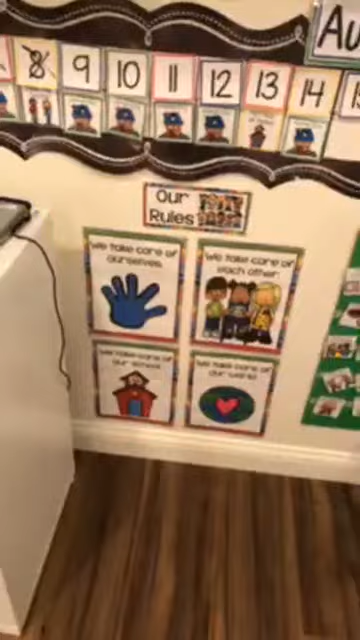 Au
8 9 10 11 12 13 14
Our
Rules
We take care of
ourselves
We take care of
each other
We take care of
our school
We take care of
our world